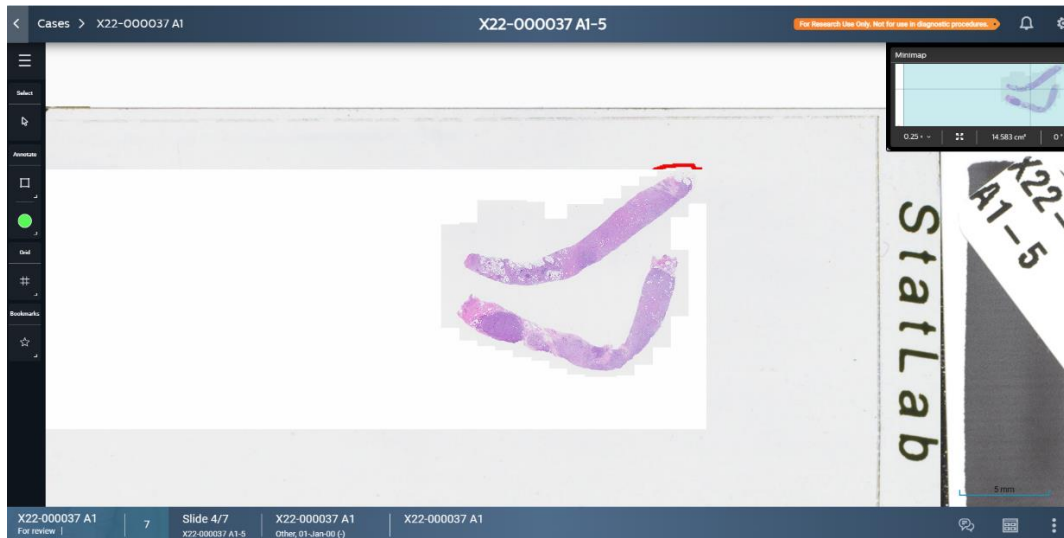 Cases > X22-000037 A1
X22-000037 A1-5
For Research Use Only. Not for use in diagnostic procedures.
Minimap
0.25
14.583 cm²
0°
Select
Annotate
Grid
Bookmarks
StatLab
X22-
A1-5
5 mm
X22-000037 A1
For review |
7
Slide 4/7
X22-000037 A1-5
X22-000037 A1
Other, 01-Jan-00 (-)
X22-000037 A1